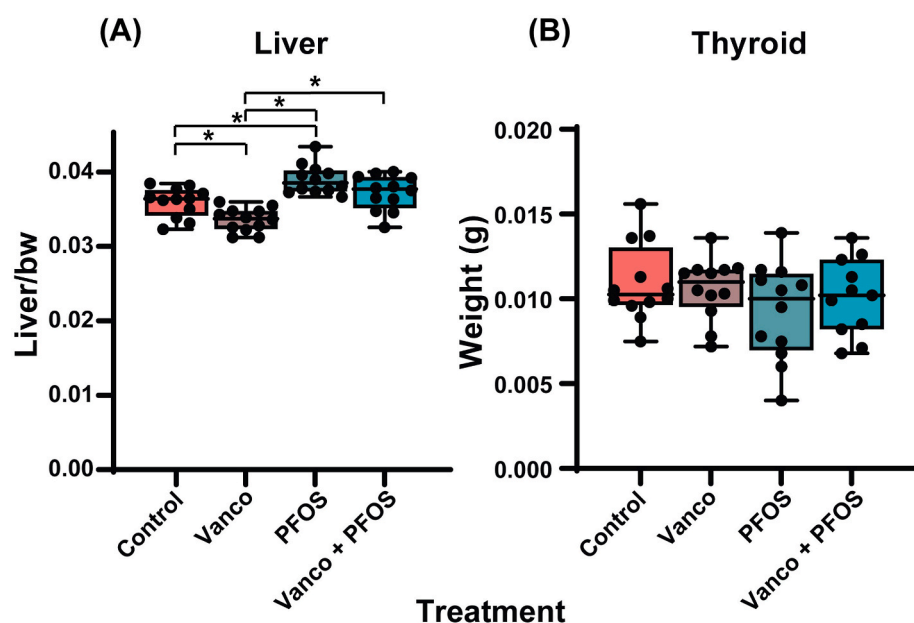 (A)
Liver
*
*
*
*
Liver/bw
0.04
0.03
0.02
0.01
0.00
Control
Vanco
PFOS
Vanco + PFOS
(B)
Thyroid
Weight (g)
0.020
0.015
0.010
0.005
0.000
Control
Vanco
PFOS
Vanco + PFOS
Treatment